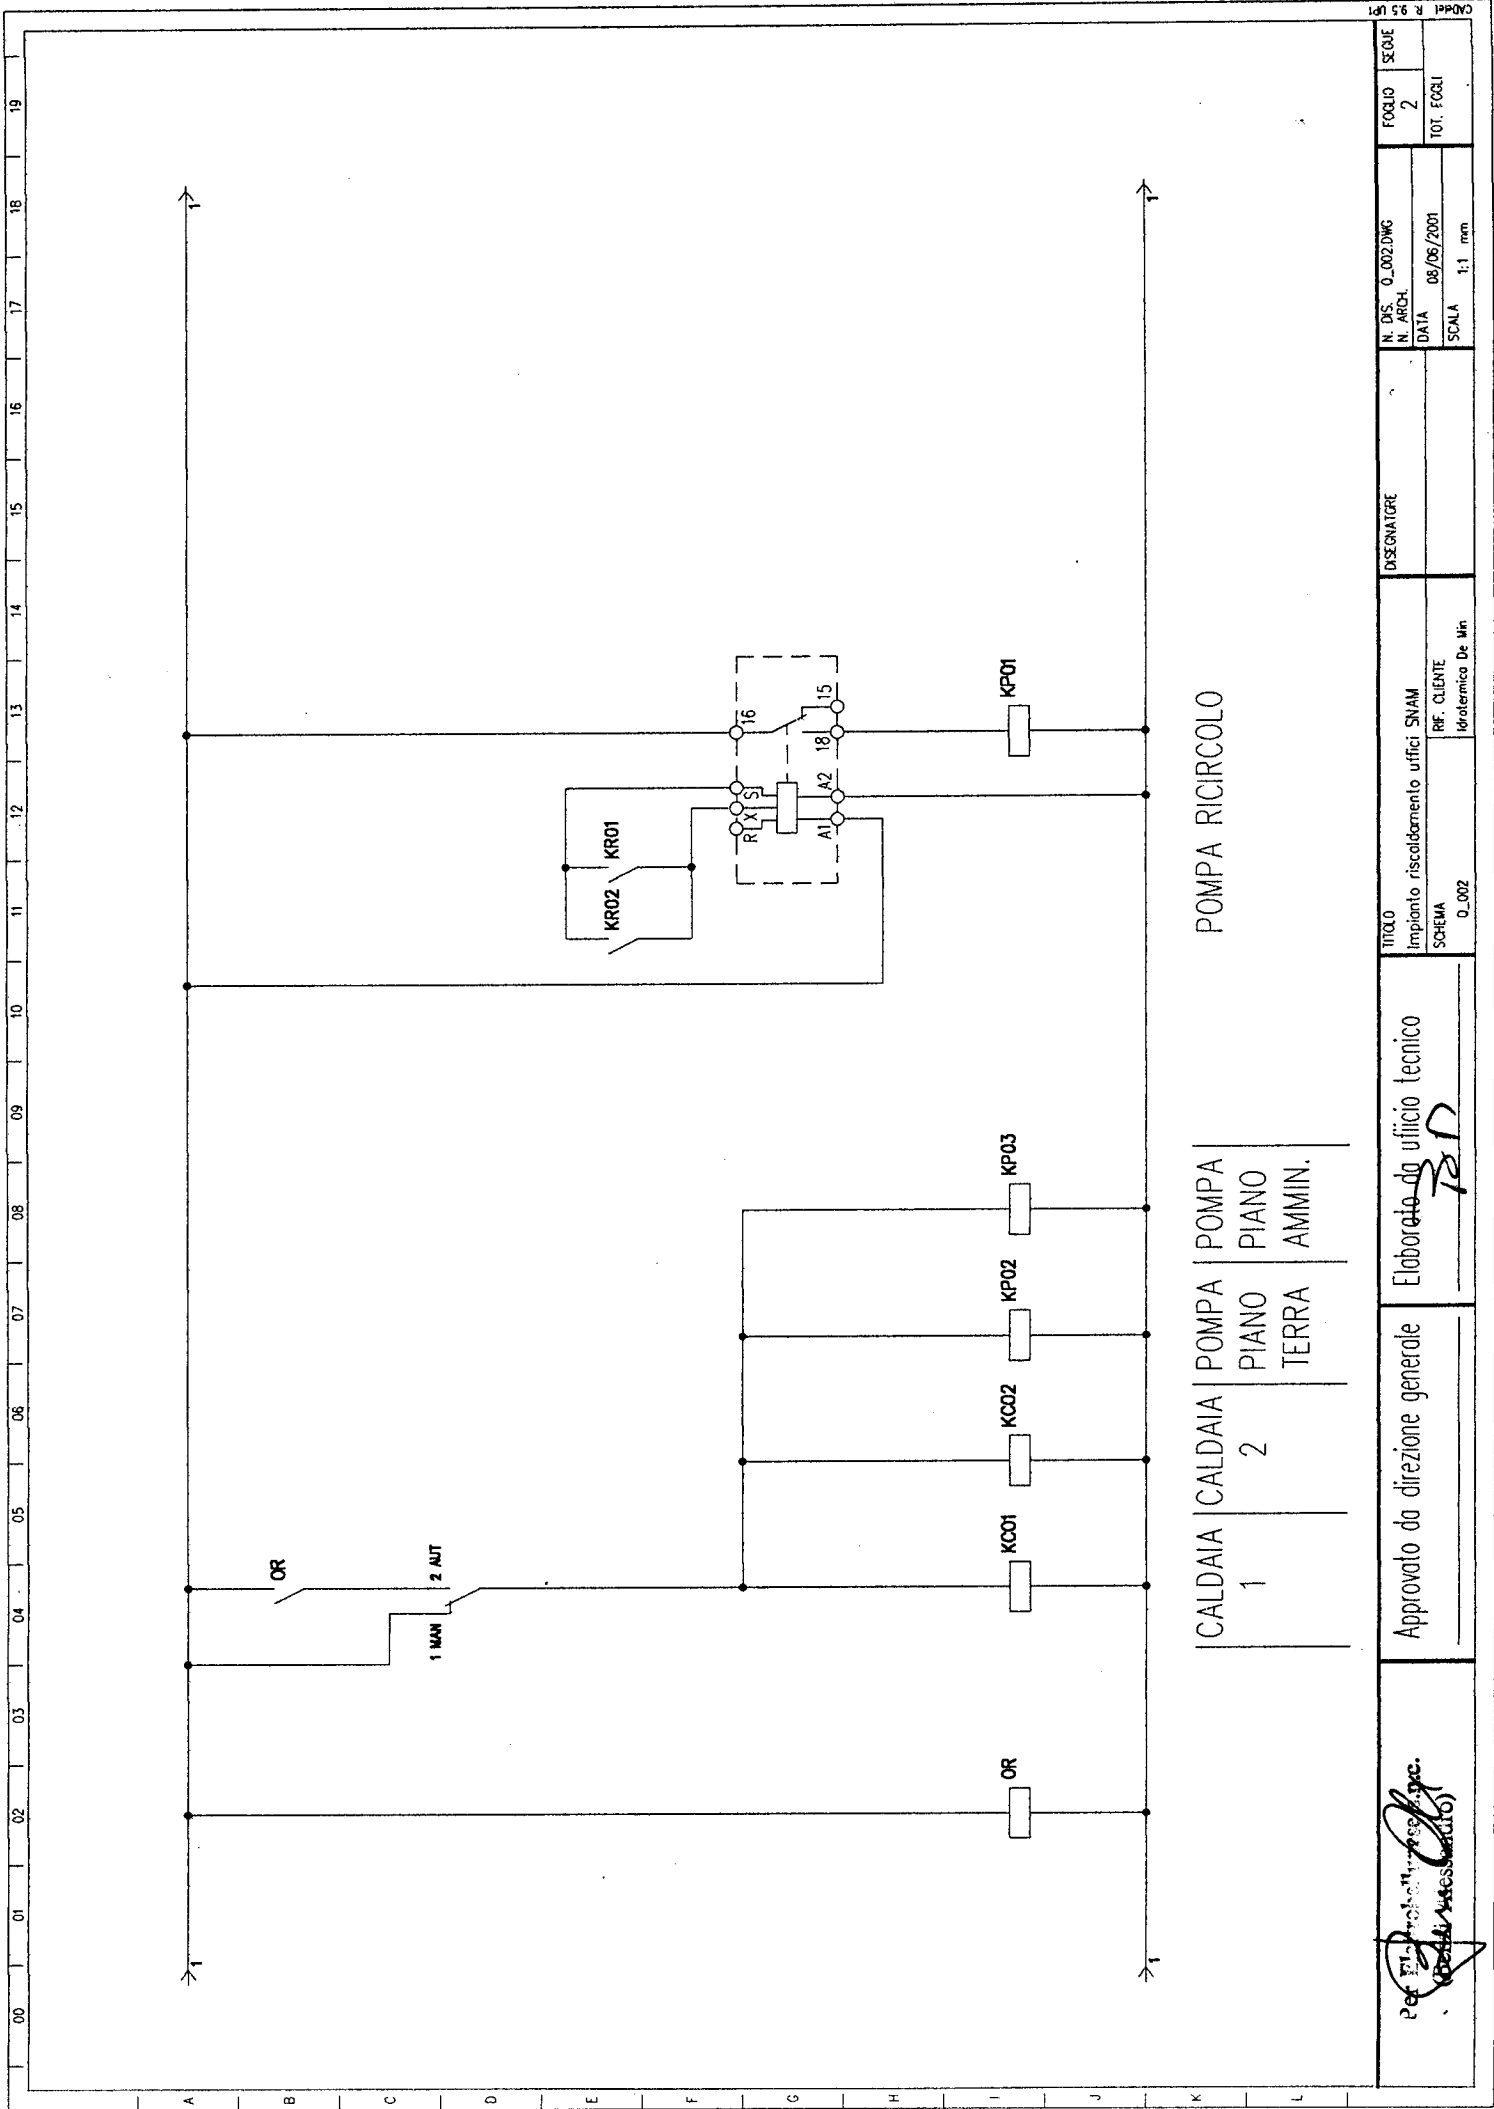 00 01 02 03 04 05 06 07 08 09 10 11 12 13 14 15 16 17 18 19
A
B
C
D
E
F
G
H
I
J
K
L
1
1
1
1
OR
1 MAN
2 AUT
KR02
KR01
R X S
16
A1 A2
18
15
OR
KC01
KC02
KP02
KP03
KP01
CALDAIA
1
CALDAIA
2
POMPA
PIANO
TERRA
POMPA
PIANO
AMMIN.
POMPA RICIRCOLO
Per
Approvato da direzione generale
Elaborato da ufficio tecnico
TITOLO
Impianto riscaldamento uffici SNAM
SCHEMA
Q_002
RIF. CLIENTE
Idrotermica De Min
DISEGNATORE
N. DIS. Q_002.DWG
N. ARCH.
DATA 08/06/2001
SCALA 1:1 mm
FOGLIO
2
SEGUE
TOT. FOGLI
CADdel R. 9.5 UP1